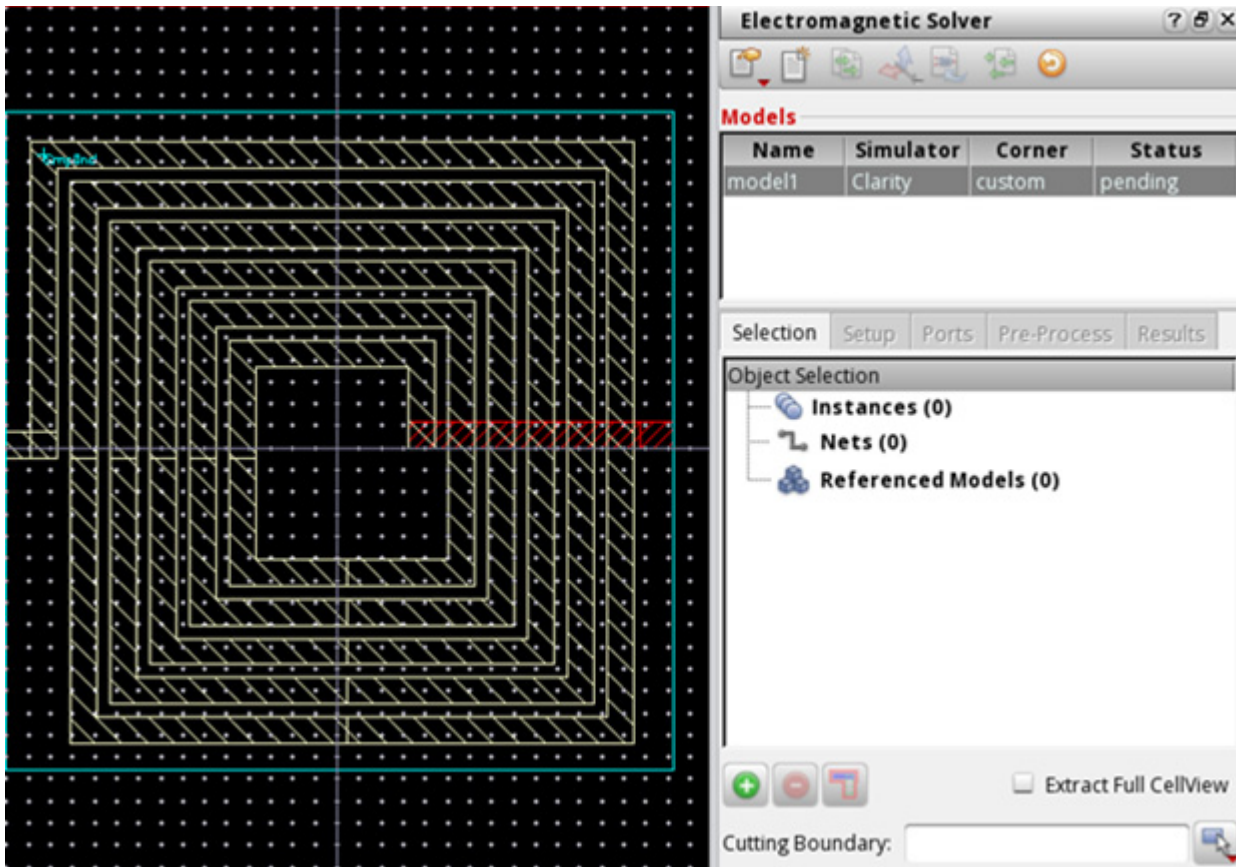 Electromagnetic Solver
Models
Name Simulator Corner Status
model1 Clarity custom pending
Selection Setup Ports Pre-Process Results
Object Selection
Instances (0)
Nets (0)
Referenced Models (0)
Extract Full CellView
Cutting Boundary: